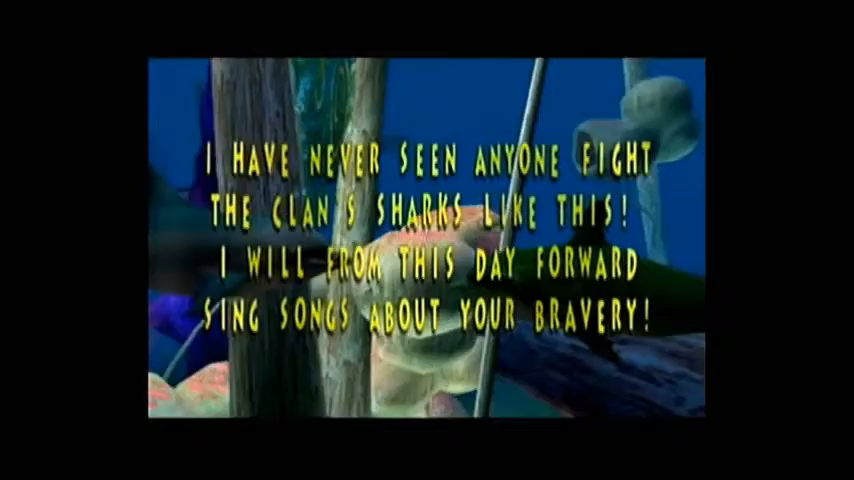 I HAVE NEVER SEEN ANYONE FIGHT
THE CLAN'S SHARKS LIKE THIS!
I WILL FROM THIS DAY FORWARD
SING SONGS ABOUT YOUR BRAVERY!